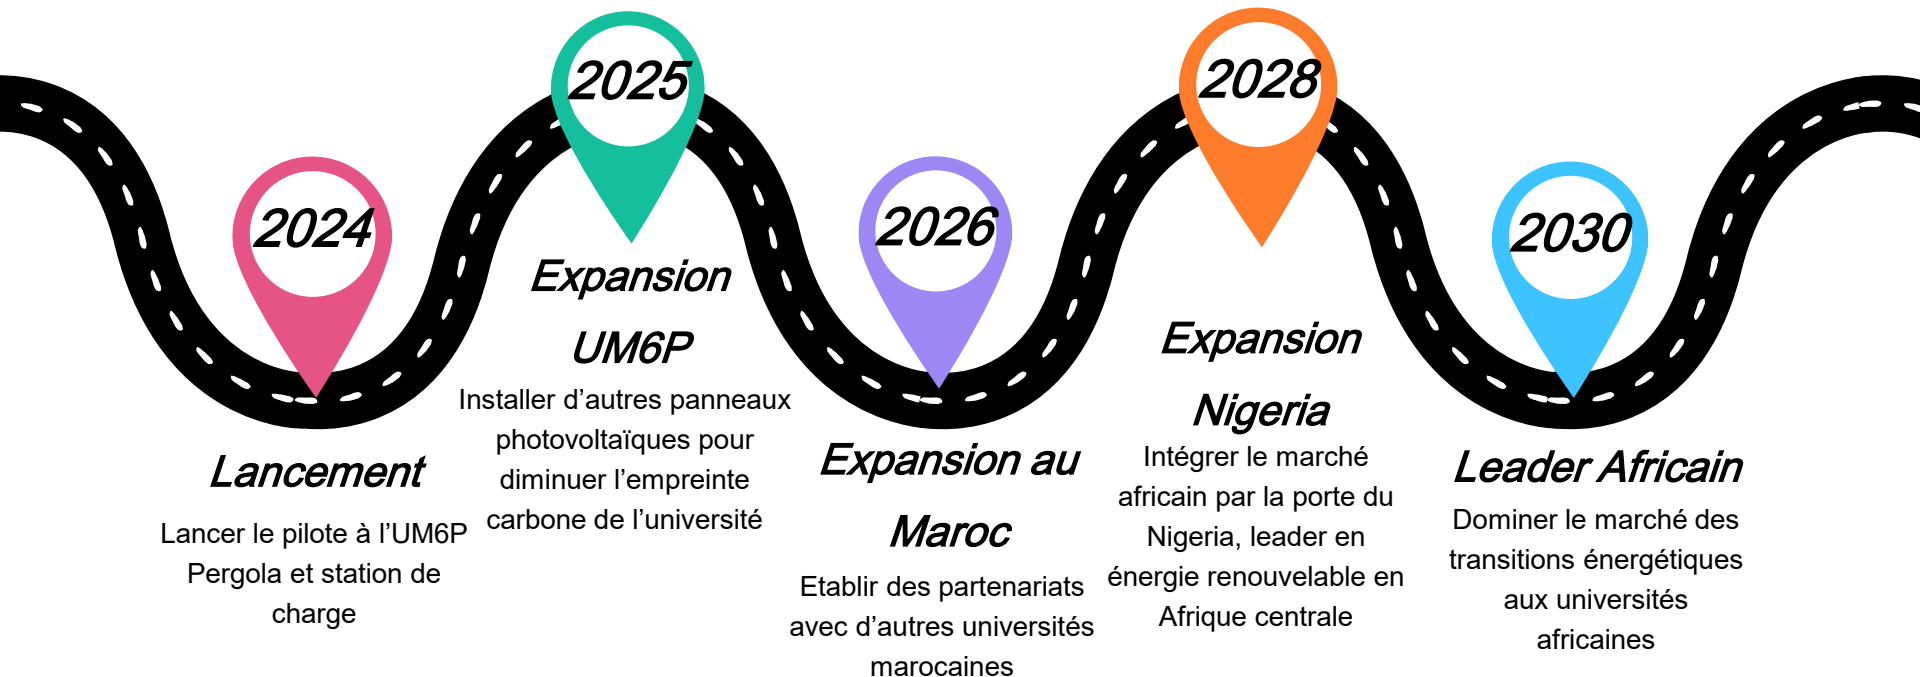 2024
Lancement
Lancer le pilote à l’UM6P
Pergola et station de
charge
2025
Expansion
UM6P
Installer d’autres panneaux
photovoltaïques pour
diminuer l’empreinte
carbone de l’université
2026
Expansion au
Maroc
Etablir des partenariats
avec d’autres universités
marocaines
2028
Expansion
Nigeria
Intégrer le marché
africain par la porte du
Nigeria, leader en
énergie renouvelable en
Afrique centrale
2030
Leader Africain
Dominer le marché des
transitions énergétiques
aux universités
africaines